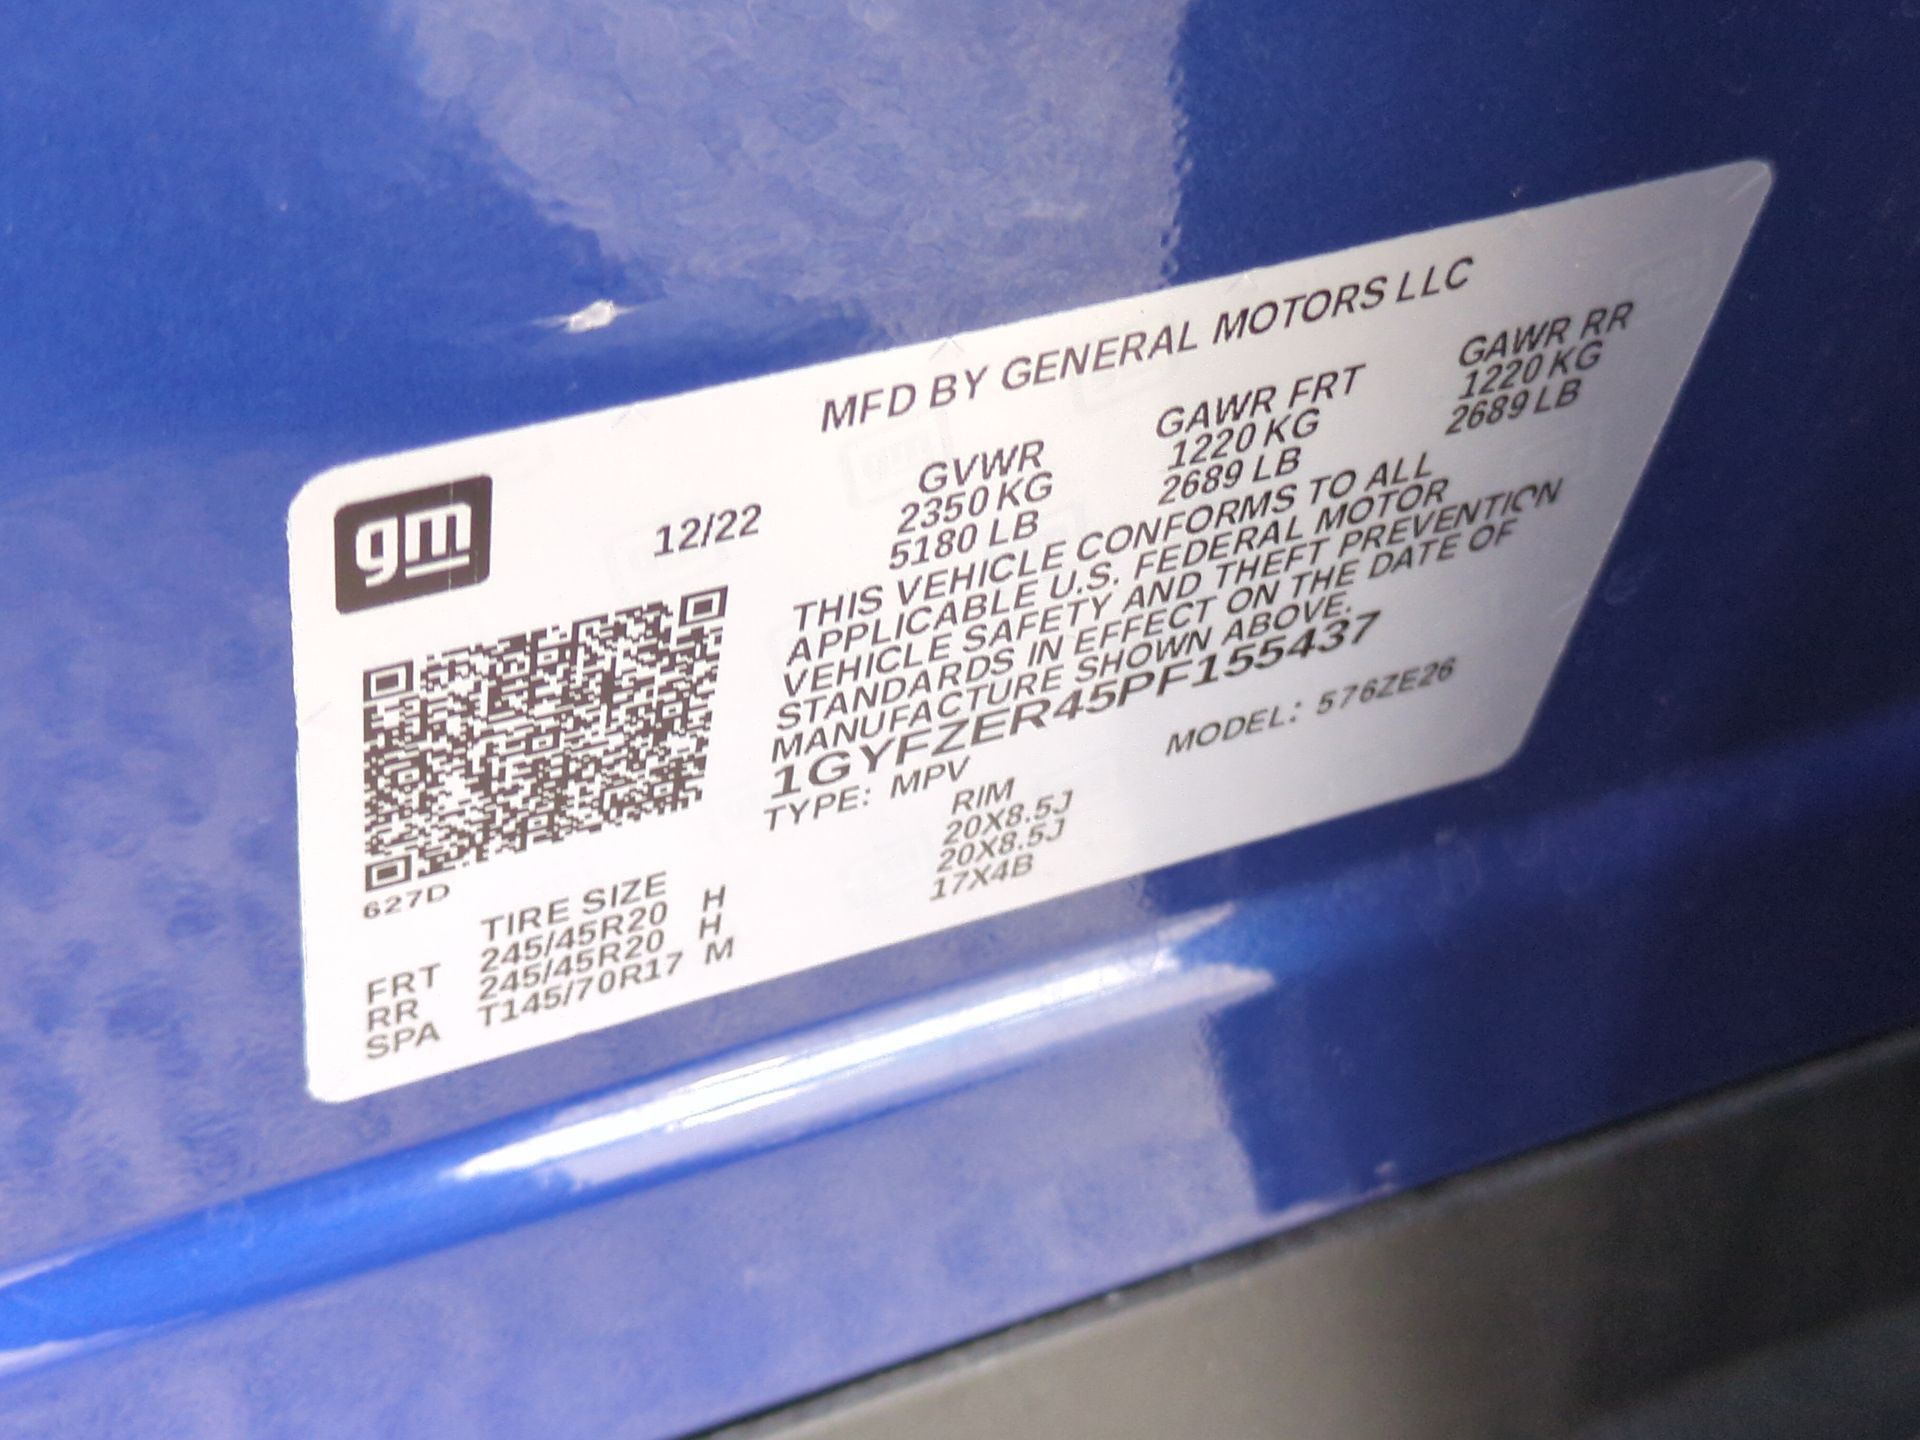 MFD BY GENERAL MOTORS LLC
gm
12/22
GVWR GAWR FRT GAWR RR
2350 KG 1220 KG 1220 KG
5180 LB 2689 LB 2689 LB
THIS VEHICLE CONFORMS TO ALL
APPLICABLE U.S. FEDERAL MOTOR
VEHICLE SAFETY AND THEFT PREVENTION
STANDARDS IN EFFECT ON THE DATE OF
MANUFACTURE SHOWN ABOVE.
1GYFZER45PF155437
TYPE: MPV MODEL: 576ZE26
627D
TIRE SIZE RIM
FRT 245/45R20 H 20X8.5J
RR 245/45R20 H 20X8.5J
SPA T145/70R17 M 17X4B